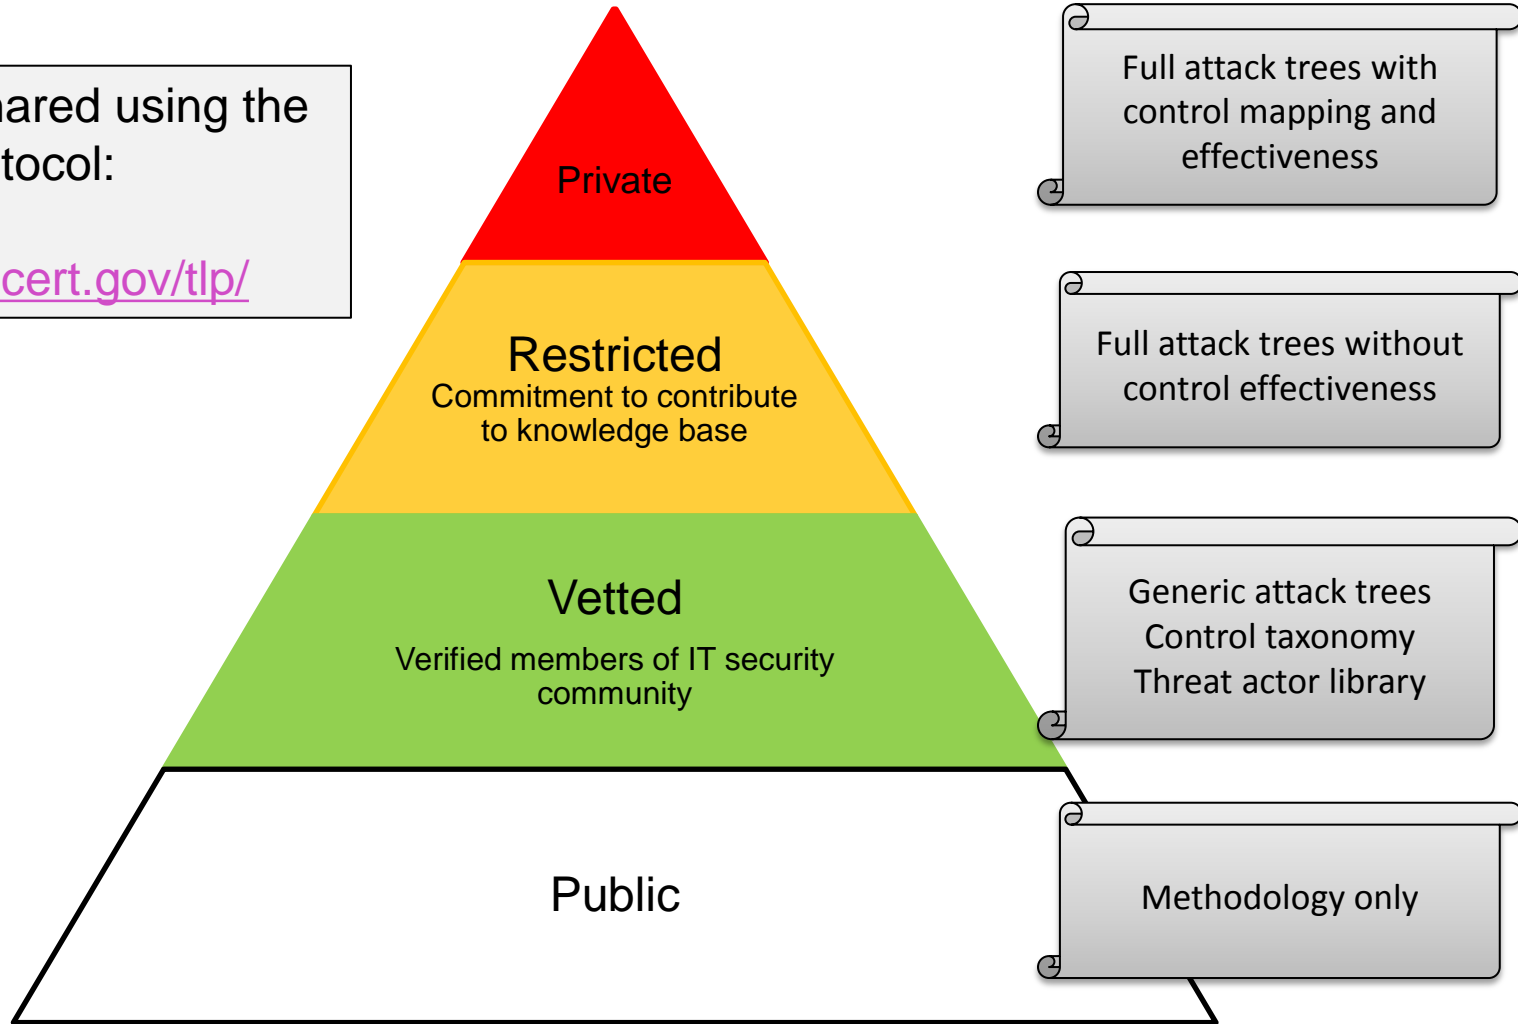 hared using the
tocol:
cert.gov/tlp/
Private
Full attack trees with
control mapping and
effectiveness
Restricted
Commitment to contribute
to knowledge base
Full attack trees without
control effectiveness
Vetted
Verified members of IT security
community
Generic attack trees
Control taxonomy
Threat actor library
Public
Methodology only